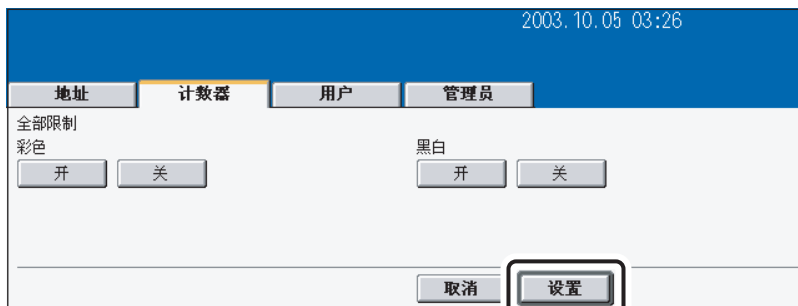 2003.10.05 03:26
地址 计数器 用户 管理员
全部限制
彩色 黑白
开 关 开 关
取消 设置